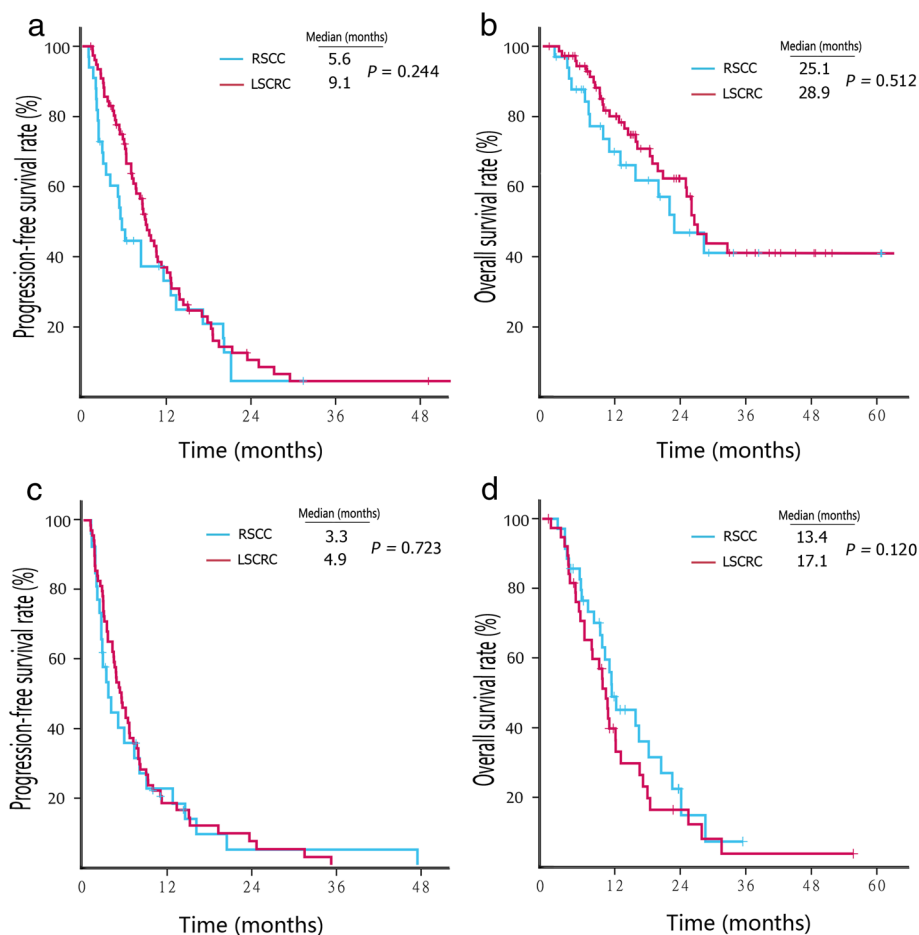 a
Median (months)
RSCC 5.6
LSCRC 9.1
P = 0.244
Progression-free survival rate (%)
100
80
60
40
20
0 12 24 36 48
Time (months)
b
Median (months)
RSCC 25.1
LSCRC 28.9
P = 0.512
Overall survival rate (%)
100
80
60
40
20
0 12 24 36 48 60
Time (months)
c
Median (months)
RSCC 3.3
LSCRC 4.9
P = 0.723
Progression-free survival rate (%)
100
80
60
40
20
0 12 24 36 48
Time (months)
d
Median (months)
RSCC 13.4
LSCRC 17.1
P = 0.120
Overall survival rate (%)
100
80
60
40
20
0 12 24 36 48 60
Time (months)